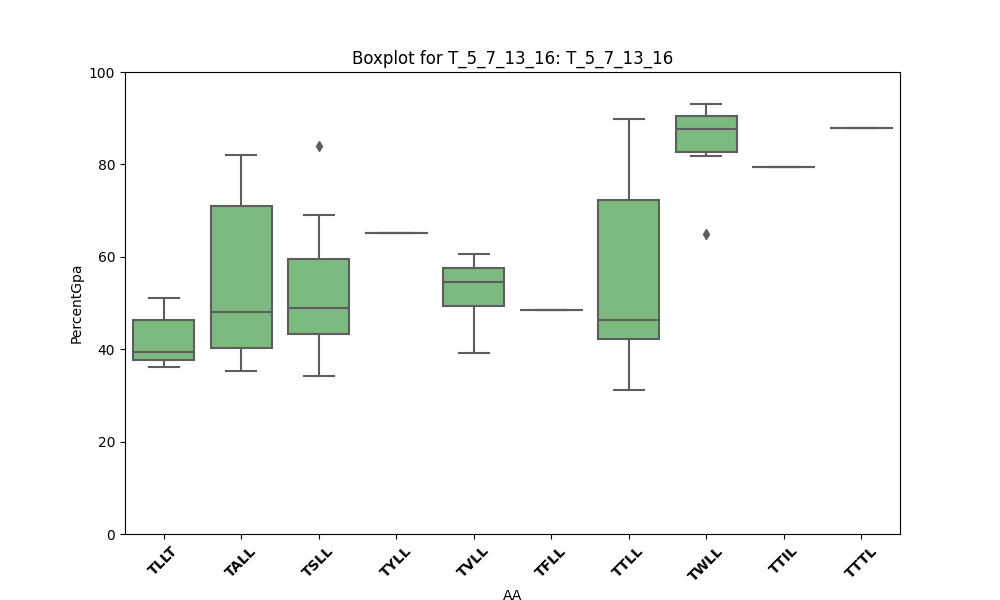 Boxplot for T_5_7_13_16: T_5_7_13_16
100
80
60
40
20
0
PercentGpa
TLLT TALL TSLL TYLL TVLL TFLL TTLL TWLL TTIL TTTL
AA